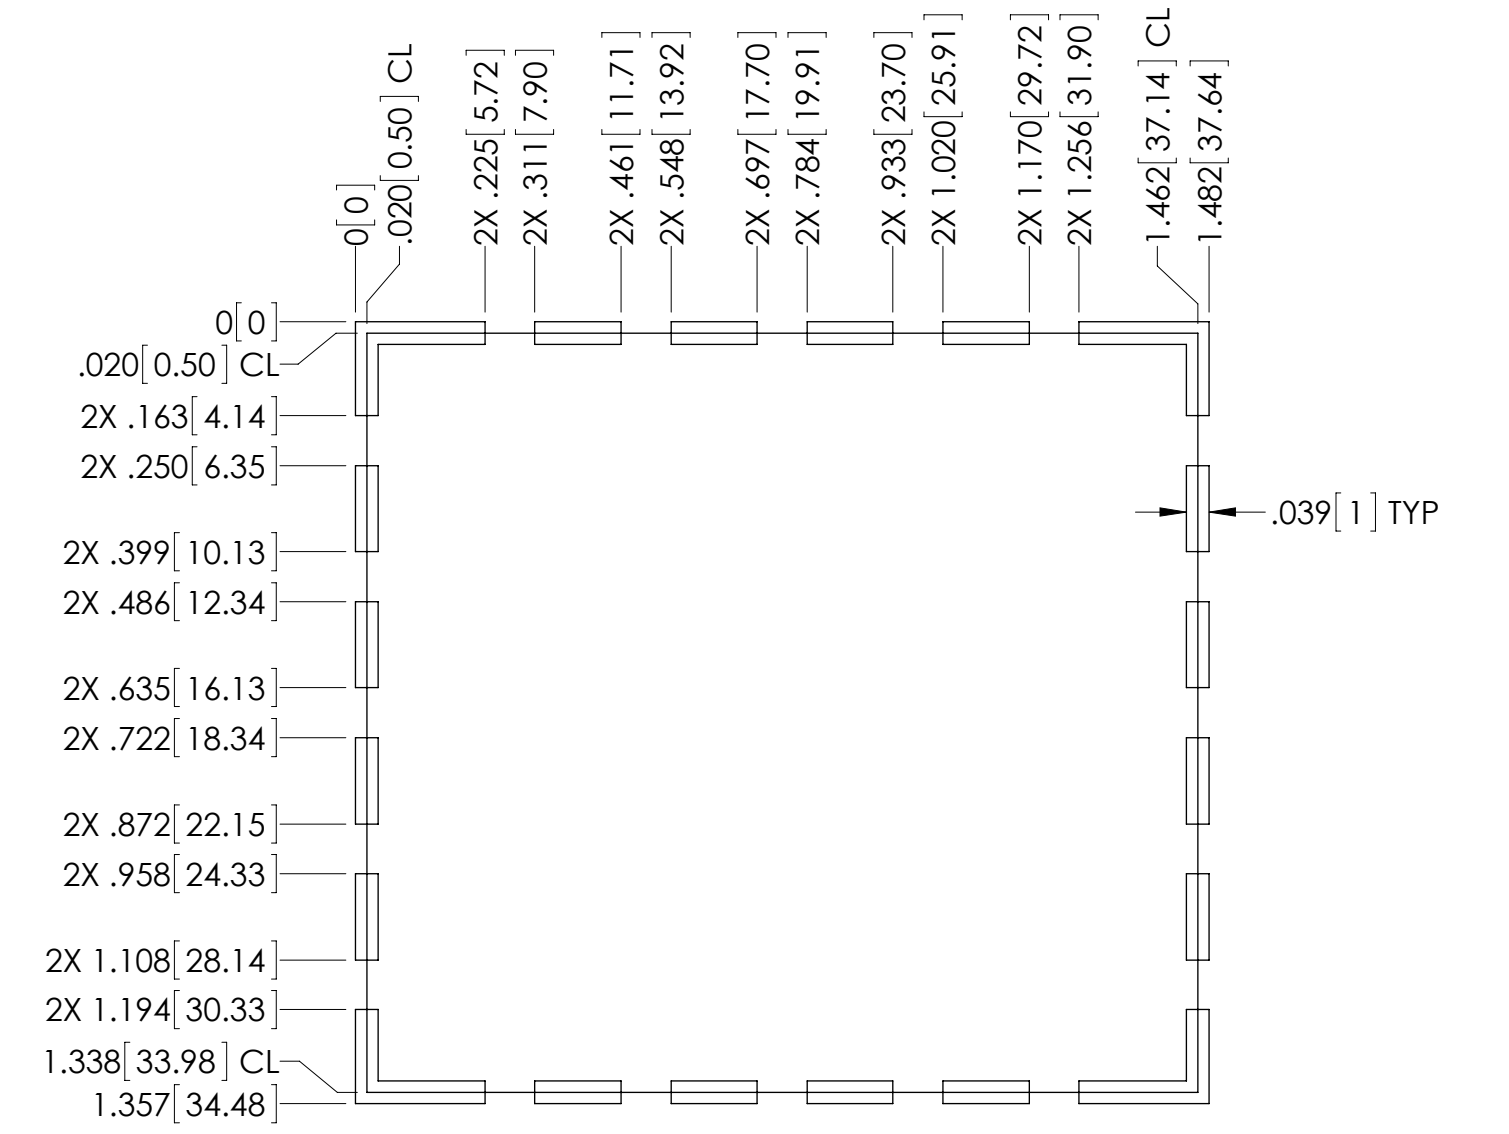 0[0]
.020[0.50] CL
2X .225[5.72]
2X .311[7.90]
2X .461[11.71]
2X .548[13.92]
2X .697[17.70]
2X .784[19.91]
2X .933[23.70]
2X 1.020[25.91]
2X 1.170[29.72]
2X 1.256[31.90]
1.462[37.14] CL
1.482[37.64]
0[0]
.020[0.50] CL
2X .163[4.14]
2X .250[6.35]
.039[1] TYP
2X .399[10.13]
2X .486[12.34]
2X .635[16.13]
2X .722[18.34]
2X .872[22.15]
2X .958[24.33]
2X 1.108[28.14]
2X 1.194[30.33]
1.338[33.98] CL
1.357[34.48]